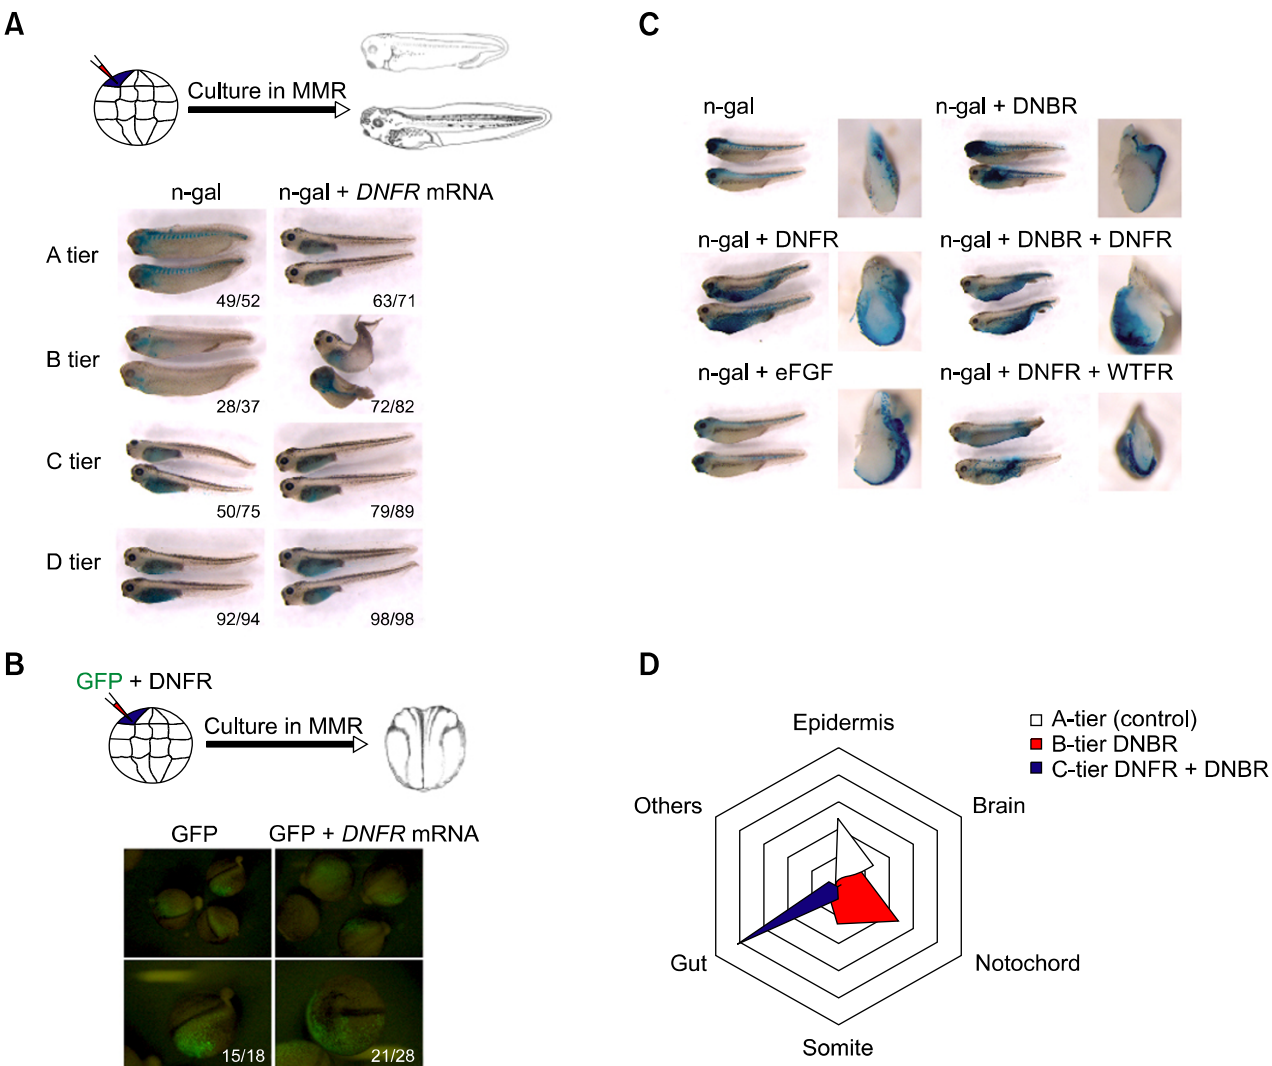 A
Culture in MMR
n-gal
n-gal + DNFR mRNA
A tier
49/52
63/71
B tier
28/37
72/82
C tier
50/75
79/89
D tier
92/94
98/98
B
GFP + DNFR
Culture in MMR
GFP
GFP + DNFR mRNA
15/18
21/28
C
n-gal
n-gal + DNBR
n-gal + DNFR
n-gal + DNBR + DNFR
n-gal + eFGF
n-gal + DNFR + WTFR
D
Epidermis
Others
Brain
Gut
Notochord
Somite
A-tier (control)
B-tier DNBR
C-tier DNFR + DNBR